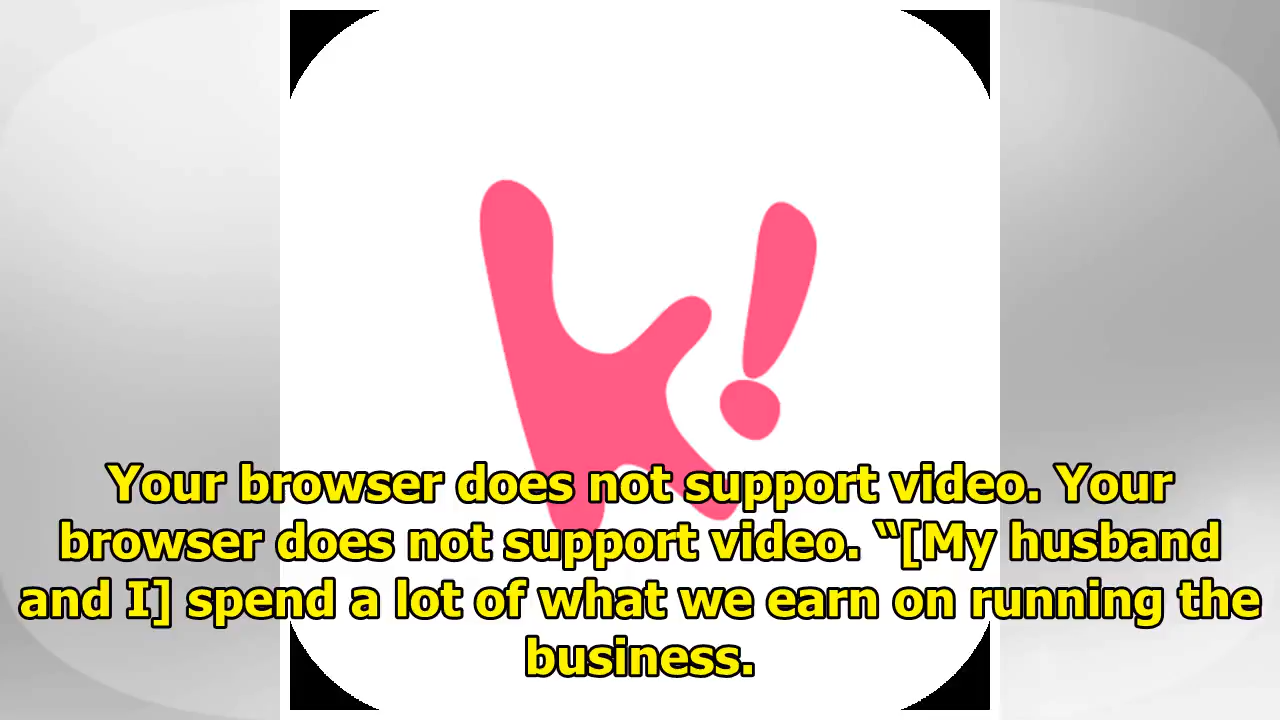 k!
Your browser does not support video. Your
browser does not support video. “[My husband
and I] spend a lot of what we earn on running the
business.